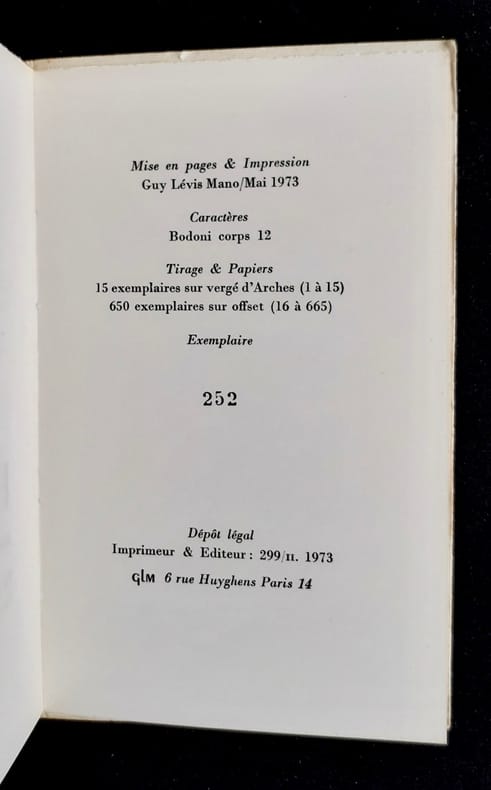 Mise en pages & Impression
Guy Lévis Mano/Mai 1973
Caractères
Bodoni corps 12
Tirage & Papiers
15 exemplaires sur vergé d'Arches (1 à 15)
650 exemplaires sur offset (16 à 665)
Exemplaire
252
Dépôt légal
Imprimeur & Editeur : 299/II. 1973
GLM 6 rue Huyghens Paris 14